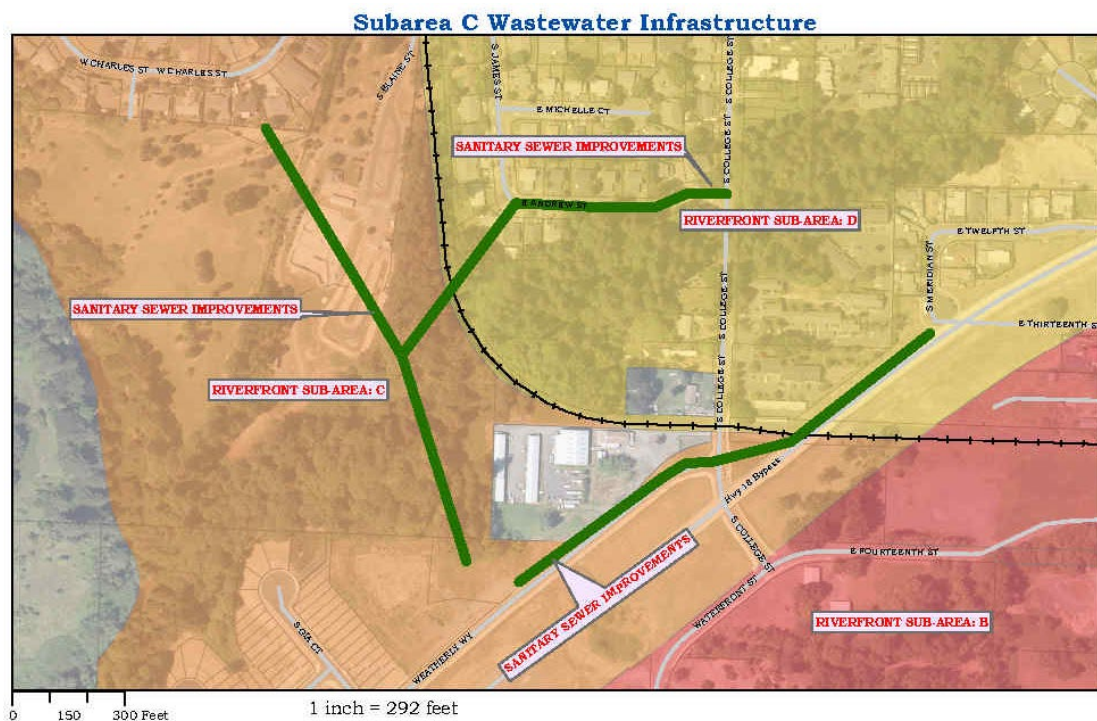 Subarea C Wastewater Infrastructure
W CHARLES ST W CHARLES ST
S BLAINE ST
S JAMES ST
S COLLEGE ST S COLLEGE ST
E MICHELLE CT
SANITARY SEWER IMPROVEMENTS
E ANDREW ST
RIVERFRONT SUB-AREA: D
E TWELFTH ST
S MERIDIAN ST
SANITARY SEWER IMPROVEMENTS
S COLLEGE ST S COLLEGE ST
E THIRTEENTH ST
RIVERFRONT SUB-AREA: C
Hwy 18 Bypass
S COLLEGE ST
E FOURTEENTH ST
WATERFRONT ST
SANITARY SEWER IMPROVEMENTS
RIVERFRONT SUB-AREA: B
S GIA CT
WEATHERLY WY
0 150 300 Feet
1 inch = 292 feet